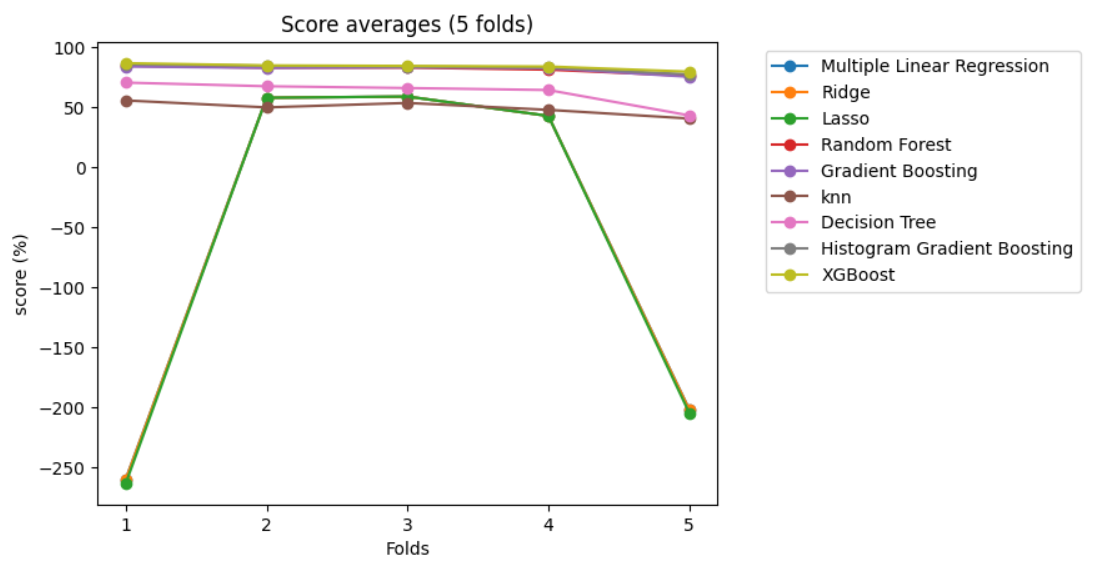 Score averages (5 folds)
100
50
0
−50
−100
−150
−200
−250
score (%)
1 2 3 4 5
Folds
Multiple Linear Regression
Ridge
Lasso
Random Forest
Gradient Boosting
knn
Decision Tree
Histogram Gradient Boosting
XGBoost